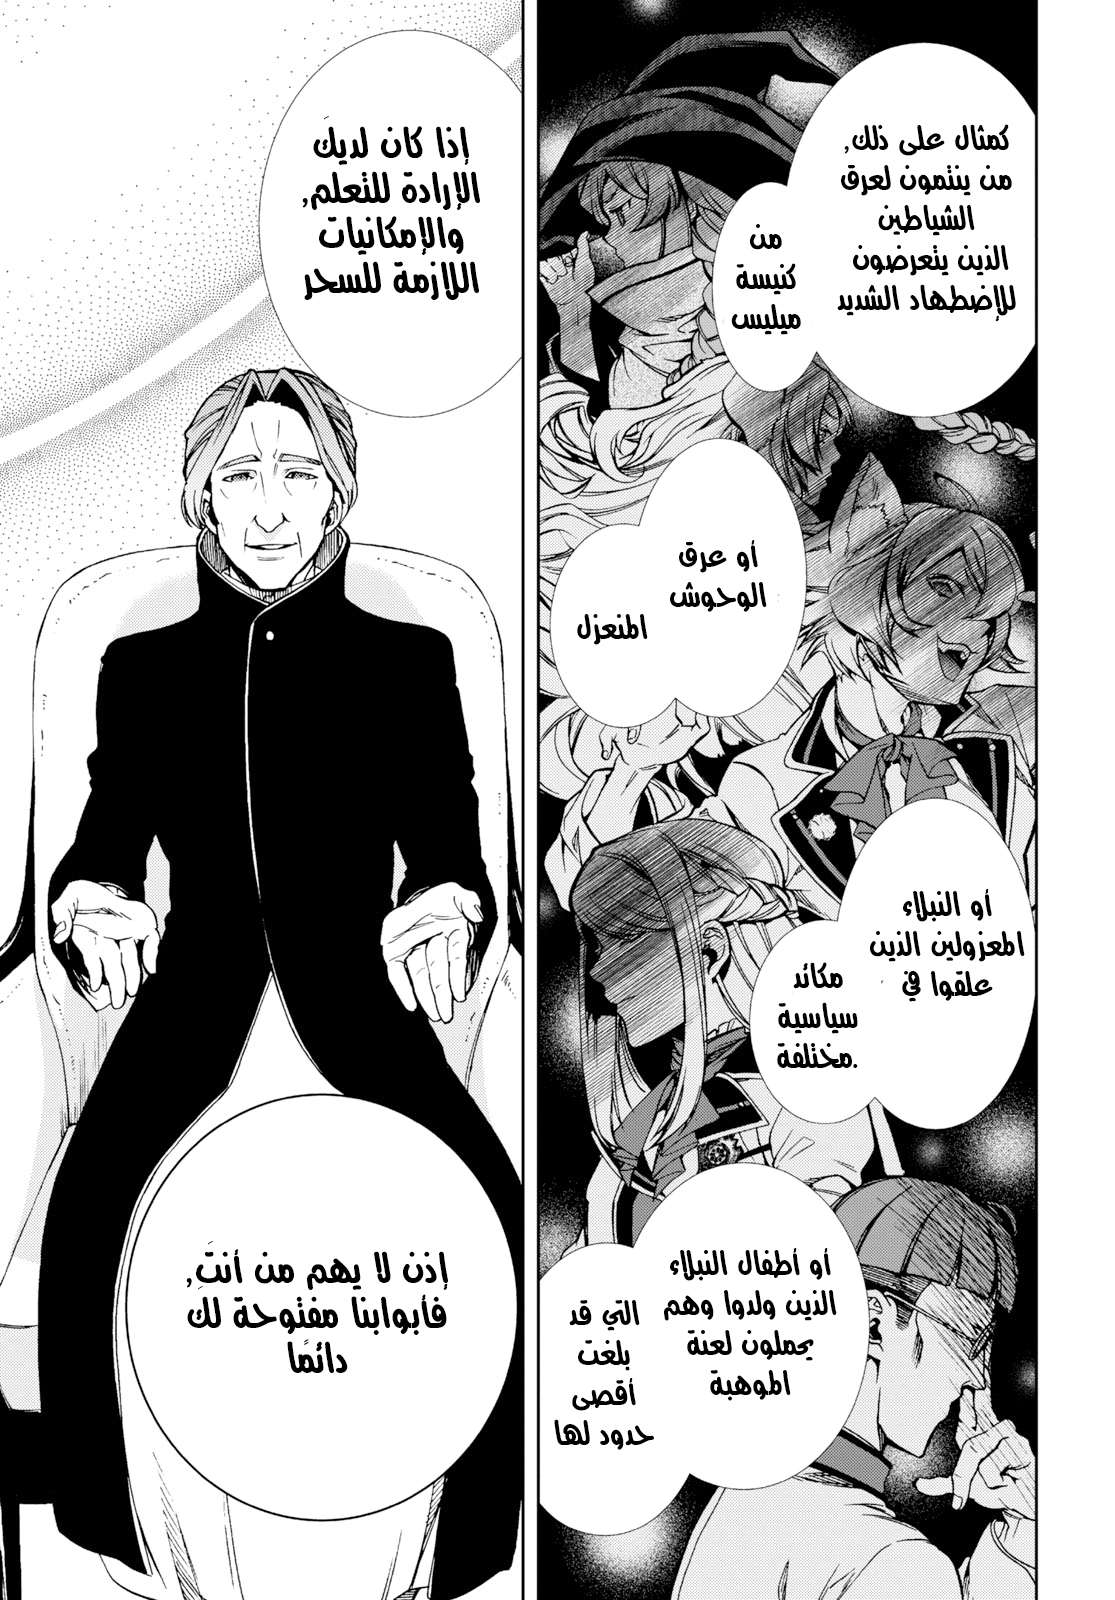 كمثال على ذلك,
من ينتمون لعرق
الشياطين
الذين يتعرضون
للإضطهاد الشديد
من
كنيسة
ميليس
أو عرق
الوحوش
المنعزل
أو النبلاء
المعزولين الذين
علقوا في
مكائد
سياسية
مختلفة.
أو أطفال النبلاء
الذين ولدوا وهم
يحملون لعنة
الموهبة
التي قد
بلغت
أقصى
حدود لها
إذا كان لديكَ
الإرادة للتعلم,
والإمكانيات
اللازمة للسحر
إذن لا يهم من أنتَ,
فأبوابنا مفتوحة لكَ
دائمًا